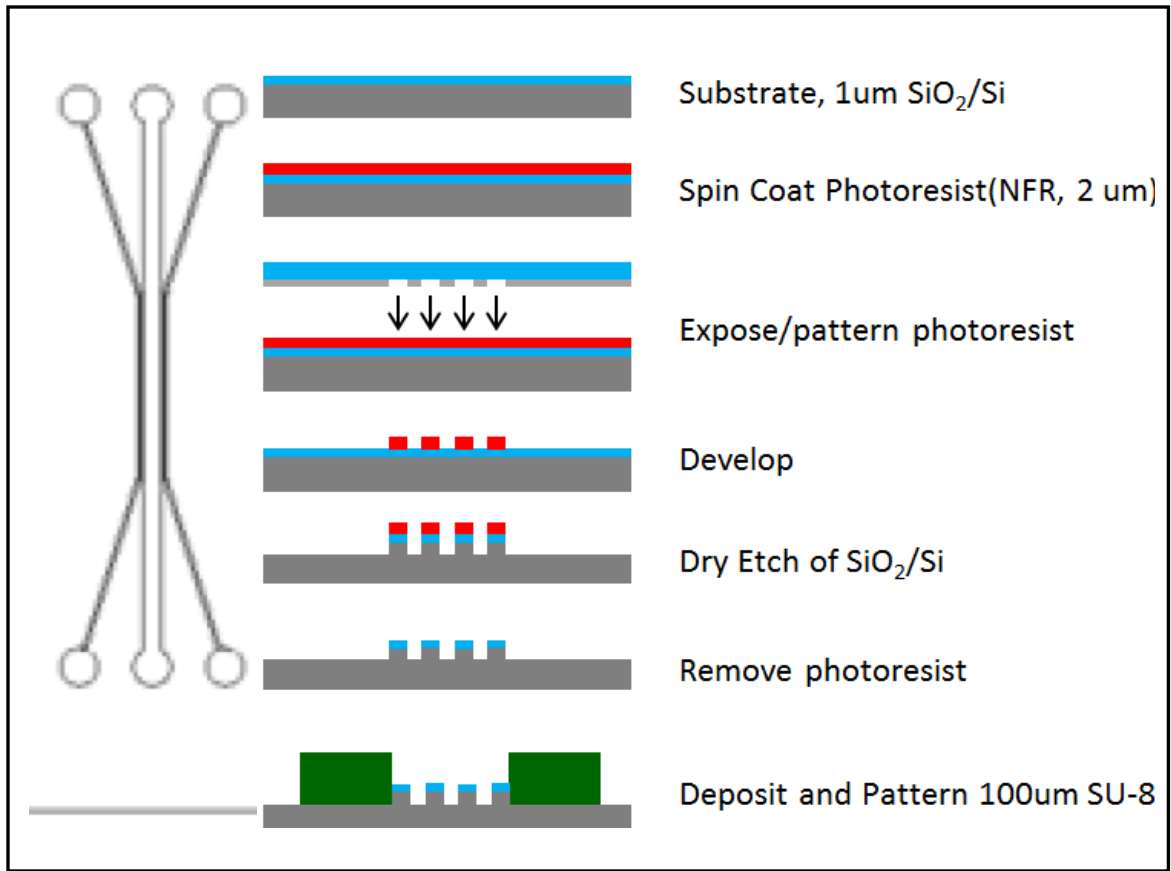 Substrate, 1um SiO₂/Si
Spin Coat Photoresist(NFR, 2 um)
Expose/pattern photoresist
Develop
Dry Etch of SiO₂/Si
Remove photoresist
Deposit and Pattern 100um SU-8